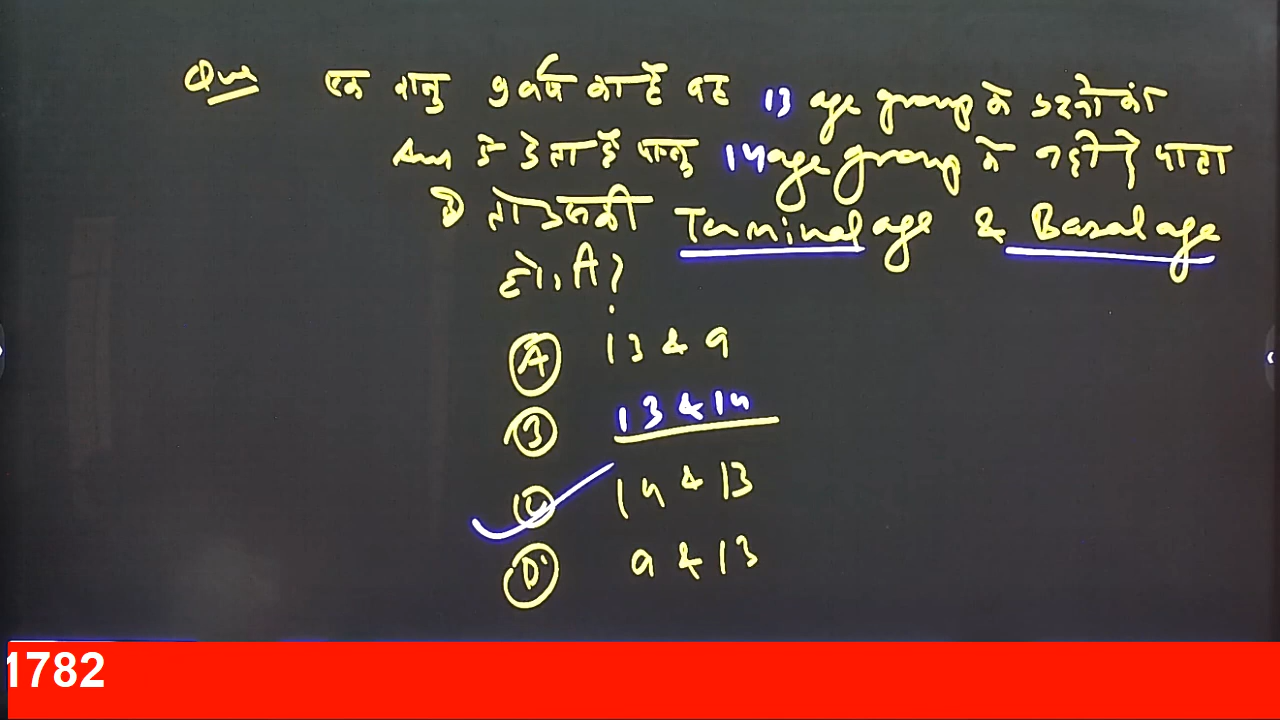 Que एक बालु 9 वर्ष का है वह 13 age group के प्रश्नो का
Ans दे देता है परन्तु 14 age group के नही दे पाता
है तो उसकी Terminal age & Basal age
होगA?
(A) 13 & 9
(B) 13 & 14
(C) 14 & 13
(D) 9 & 13
1782